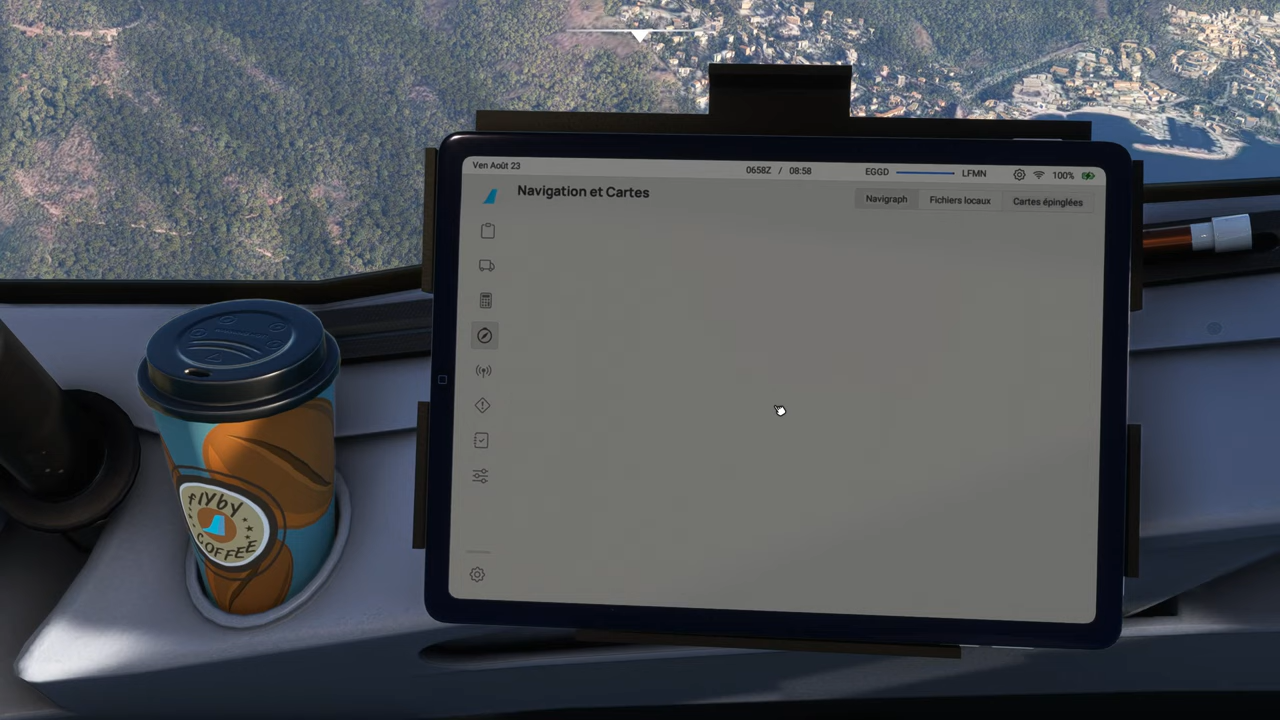 Ven Août 23
0658Z / 08:58
EGGD LFMN
100%
Navigation et Cartes
Navigraph
Fichiers locaux
Cartes épinglées
flyby
COFFEE